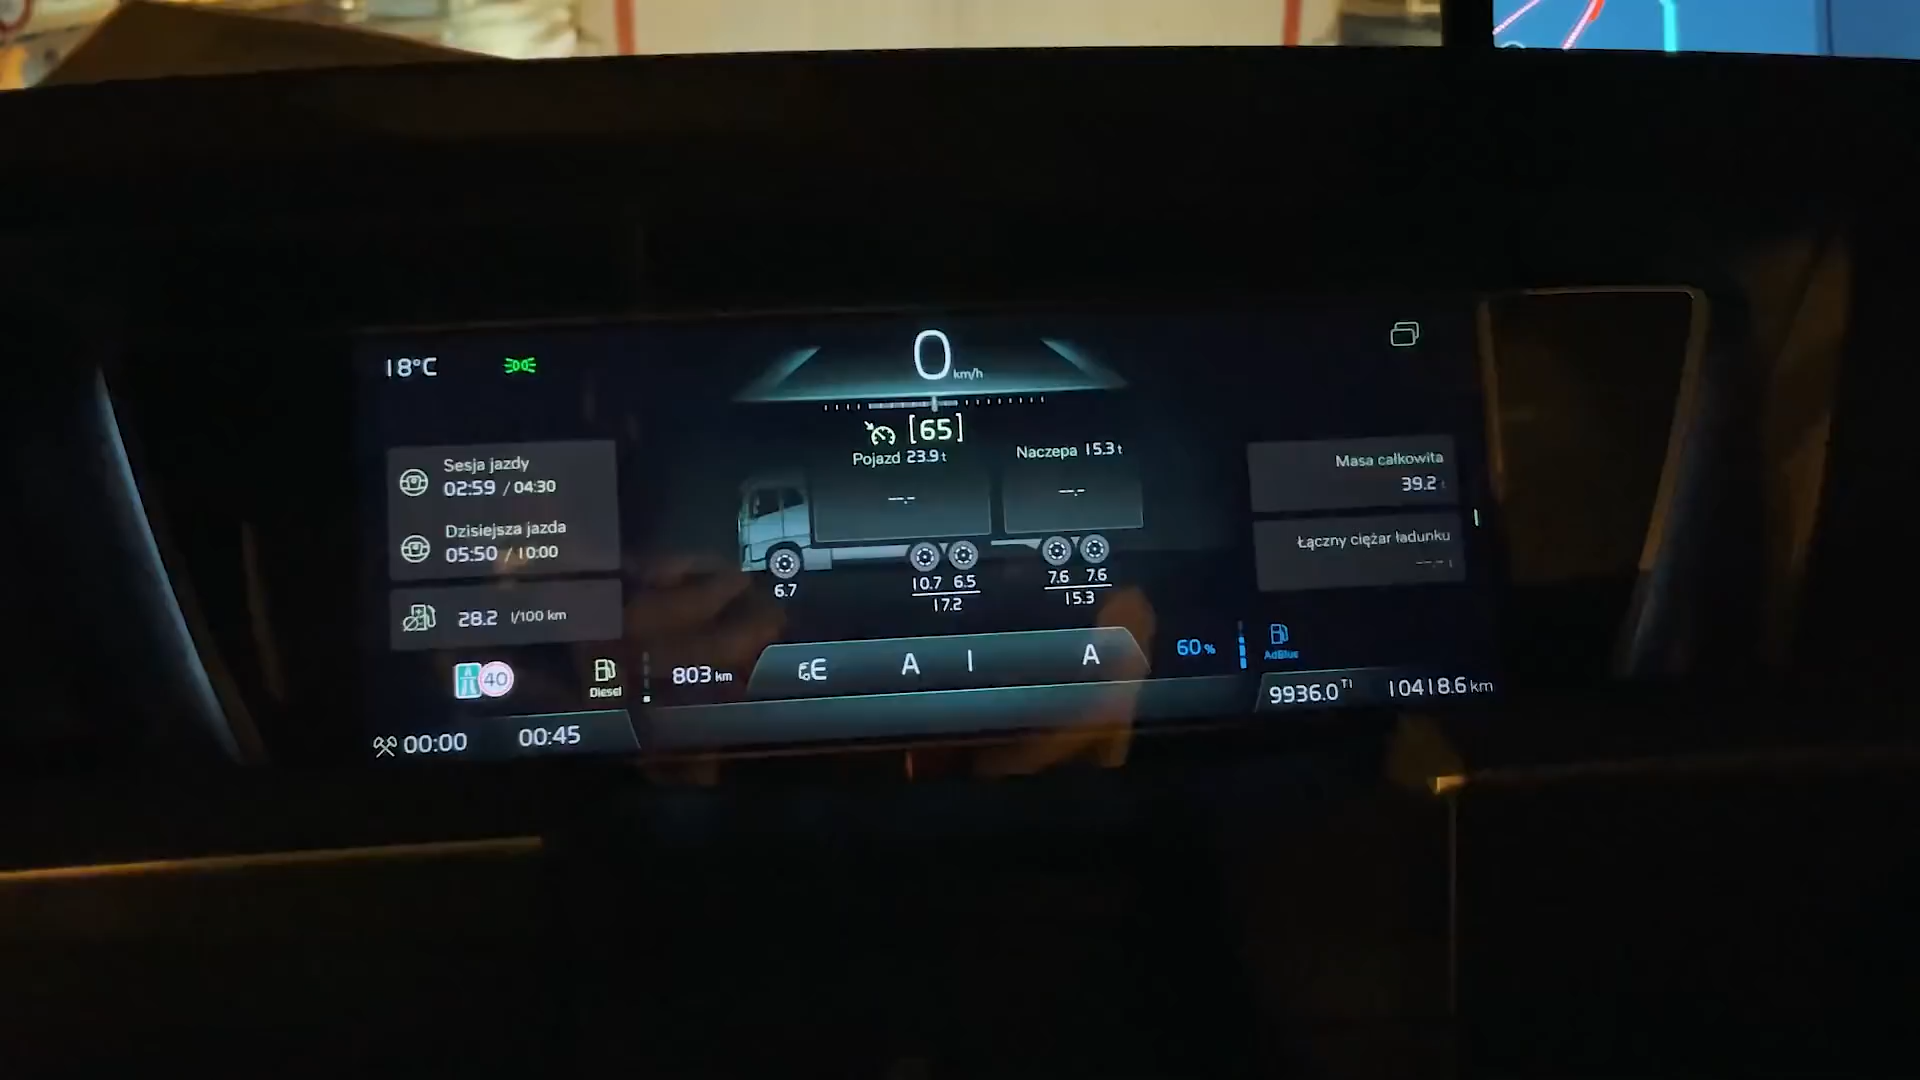 18°C
0 km/h
[65]
Pojazd 23.9 t
Naczepa 15.3 t
--.-
--.-
6.7
10.7 6.5
17.2
7.6 7.6
15.3
Sesja jazdy
02:59 / 04:30
Dzisiejsza jazda
05:50 / 10:00
28.2 l/100 km
Masa całkowita
39.2 t
Łączny ciężar ładunku
--.- t
40
Diesel
803 km
E A I A
60 %
AdBlue
00:00 00:45
9936.0 T1 10418.6 km